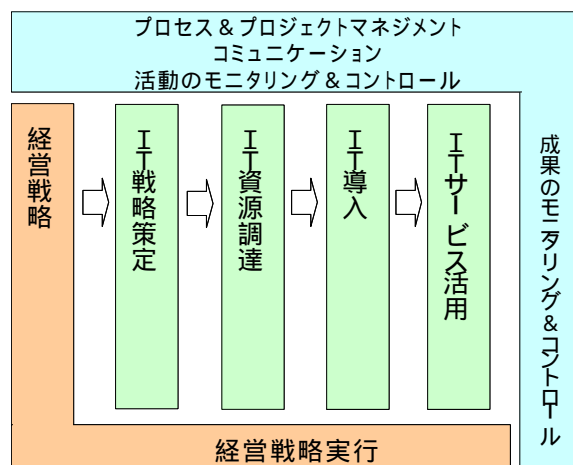 プロセス&プロジェクトマネジメント
コミュニケーション
活動のモニタリング&コントロール
経営戦略
IT戦略策定
IT資源調達
IT導入
ITサービス活用
成果のモニタリング&コントロール
経営戦略実行